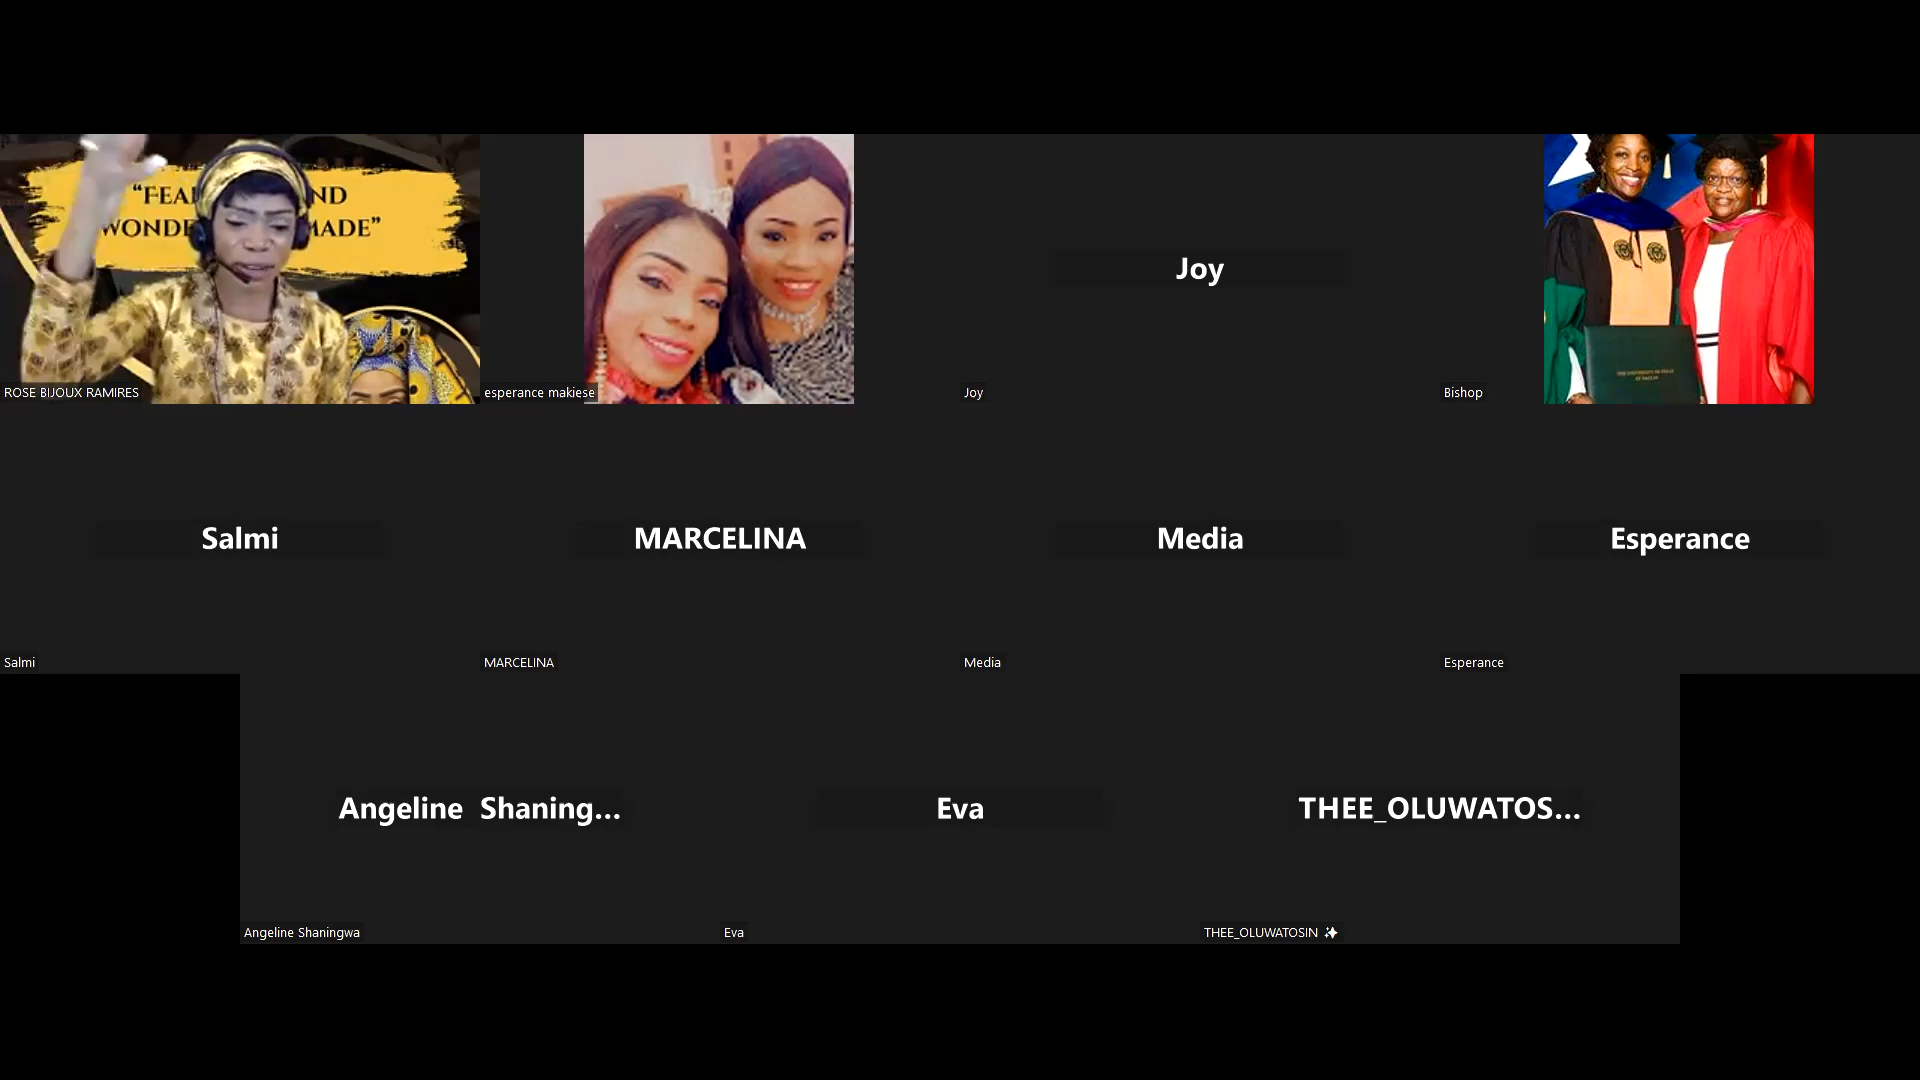 “FEAR ND
WONDE MADE”
ROSE BIJOUX RAMIRES
esperance makiese
Joy
Joy
Bishop
Salmi
MARCELINA
Media
Esperance
Salmi
MARCELINA
Media
Esperance
Angeline Shaning...
Eva
THEE_OLUWATOS...
Angeline Shaningwa
Eva
THEE_OLUWATOSIN ✨